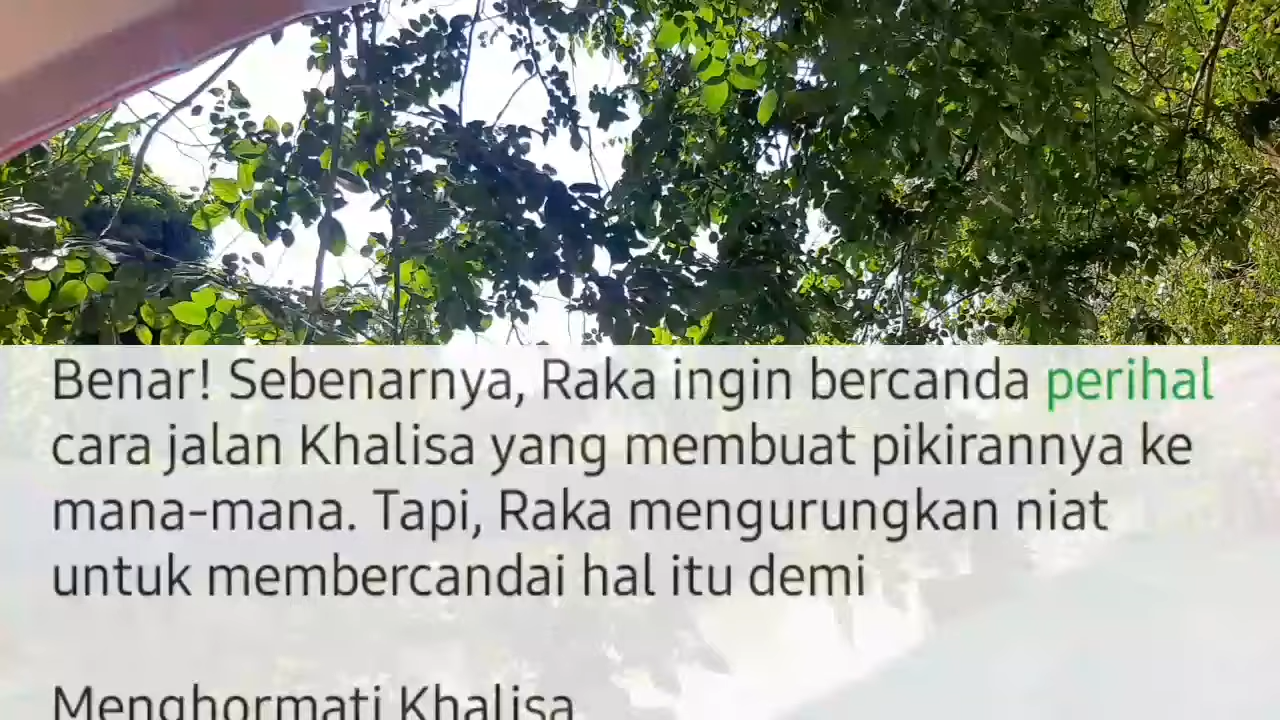 Benar! Sebenarnya, Raka ingin bercanda perihal
cara jalan Khalisa yang membuat pikirannya ke
mana-mana. Tapi, Raka mengurungkan niat
untuk membercandai hal itu demi
Menghormati Khalisa